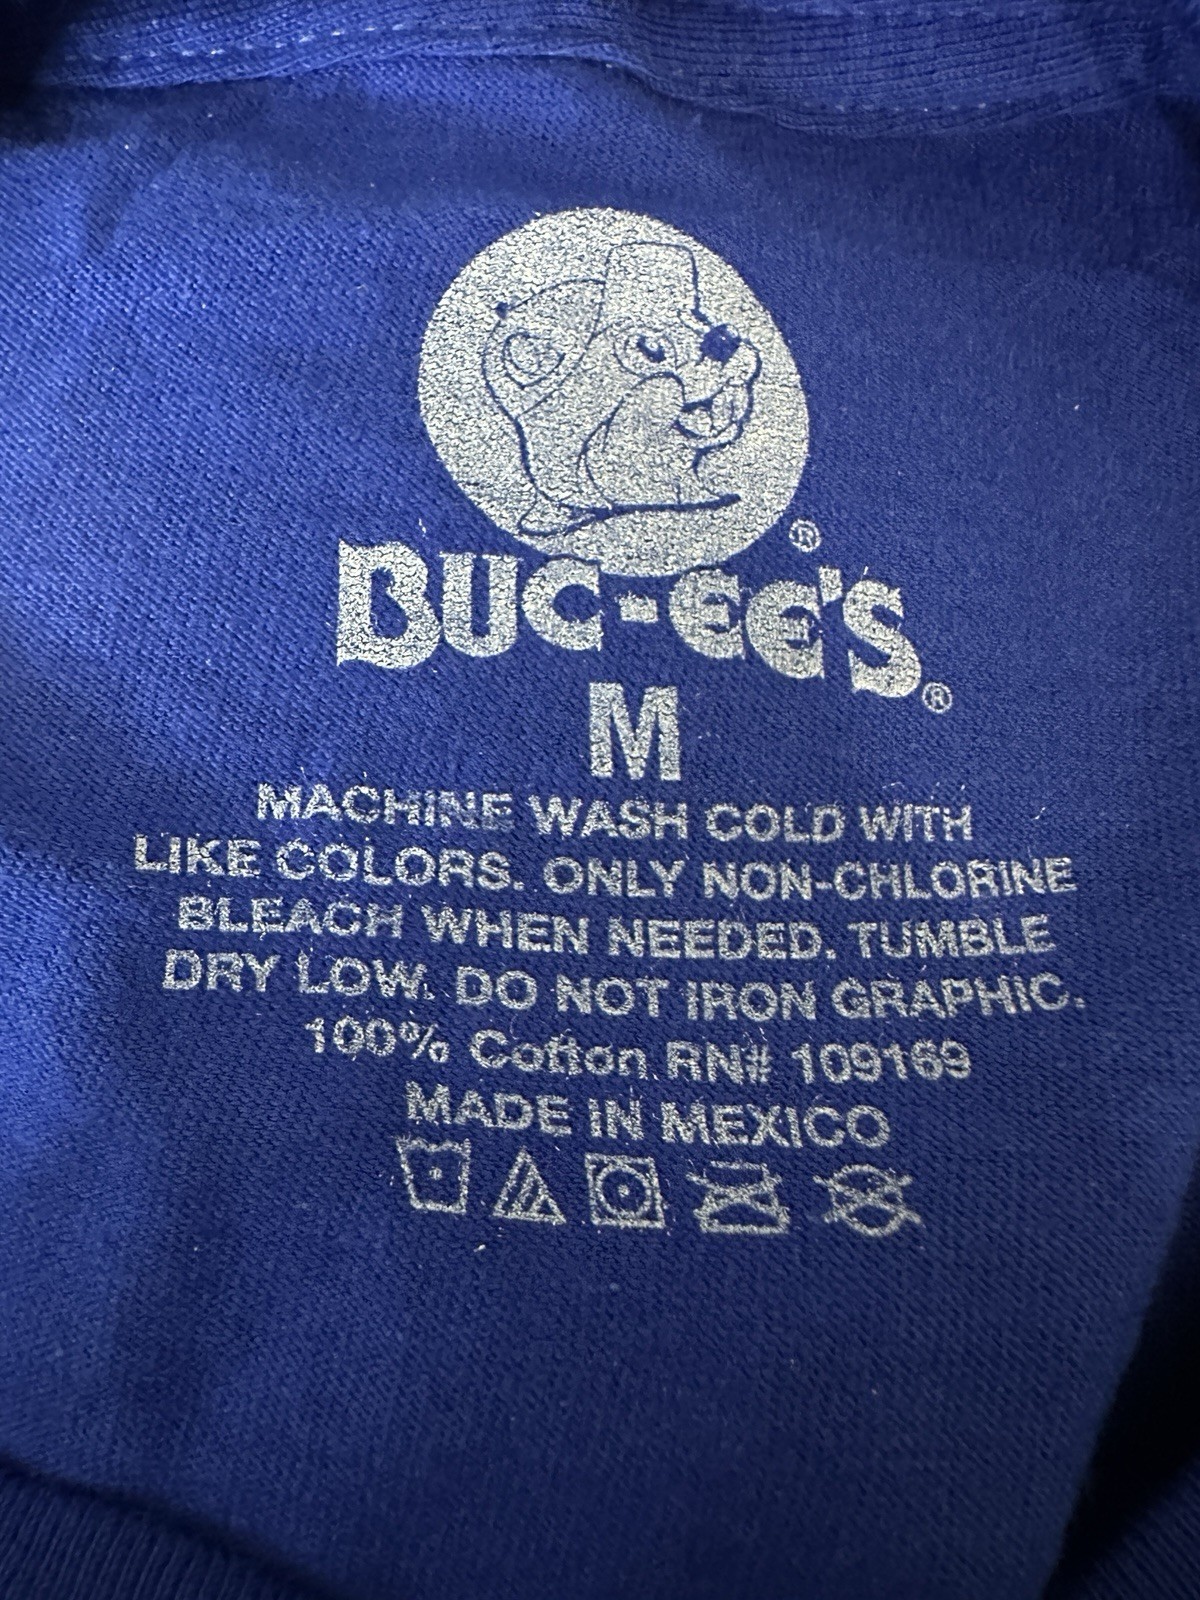 ®
BUC-EE'S®
M
MACHINE WASH COLD WITH
LIKE COLORS. ONLY NON-CHLORINE
BLEACH WHEN NEEDED. TUMBLE
DRY LOW. DO NOT IRON GRAPHIC.
100% Cotton RN# 109169
MADE IN MEXICO